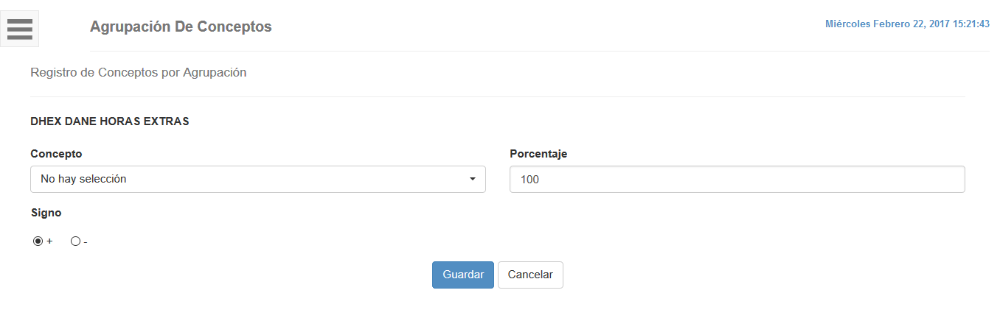 Agrupación De Conceptos
Miércoles Febrero 22, 2017 15:21:43
Registro de Conceptos por Agrupación
DHEX DANE HORAS EXTRAS
Concepto
Porcentaje
No hay selección
100
Signo
+ -
Guardar Cancelar